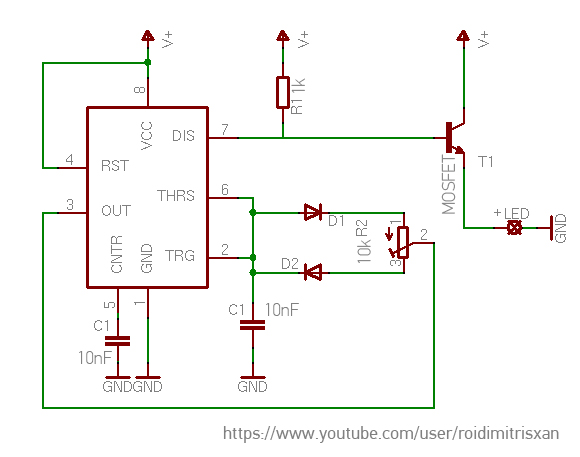 V+
V+
V+
8
VCC
R1
1k
DIS
7
4
RST
MOSFET
T1
3
OUT
THRS
6
D1
1
+
LED
GND
R2
10k
2
3
TRG
2
D2
CNTR
GND
5
1
C1
10nF
C1
10nF
GND
GND
GND
https://www.youtube.com/user/roidimitrisxan